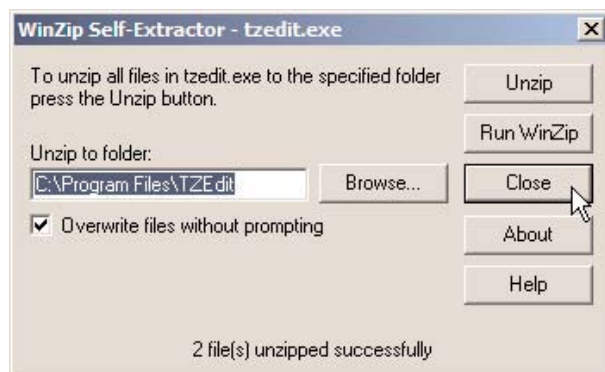 WinZip Self-Extractor - tzedit.exe
To unzip all files in tzedit.exe to the specified folder
press the Unzip button.
Unzip to folder:
C:\Program Files\TZEdit
Browse...
Overwrite files without prompting
Unzip
Run WinZip
Close
About
Help
2 file(s) unzipped successfully